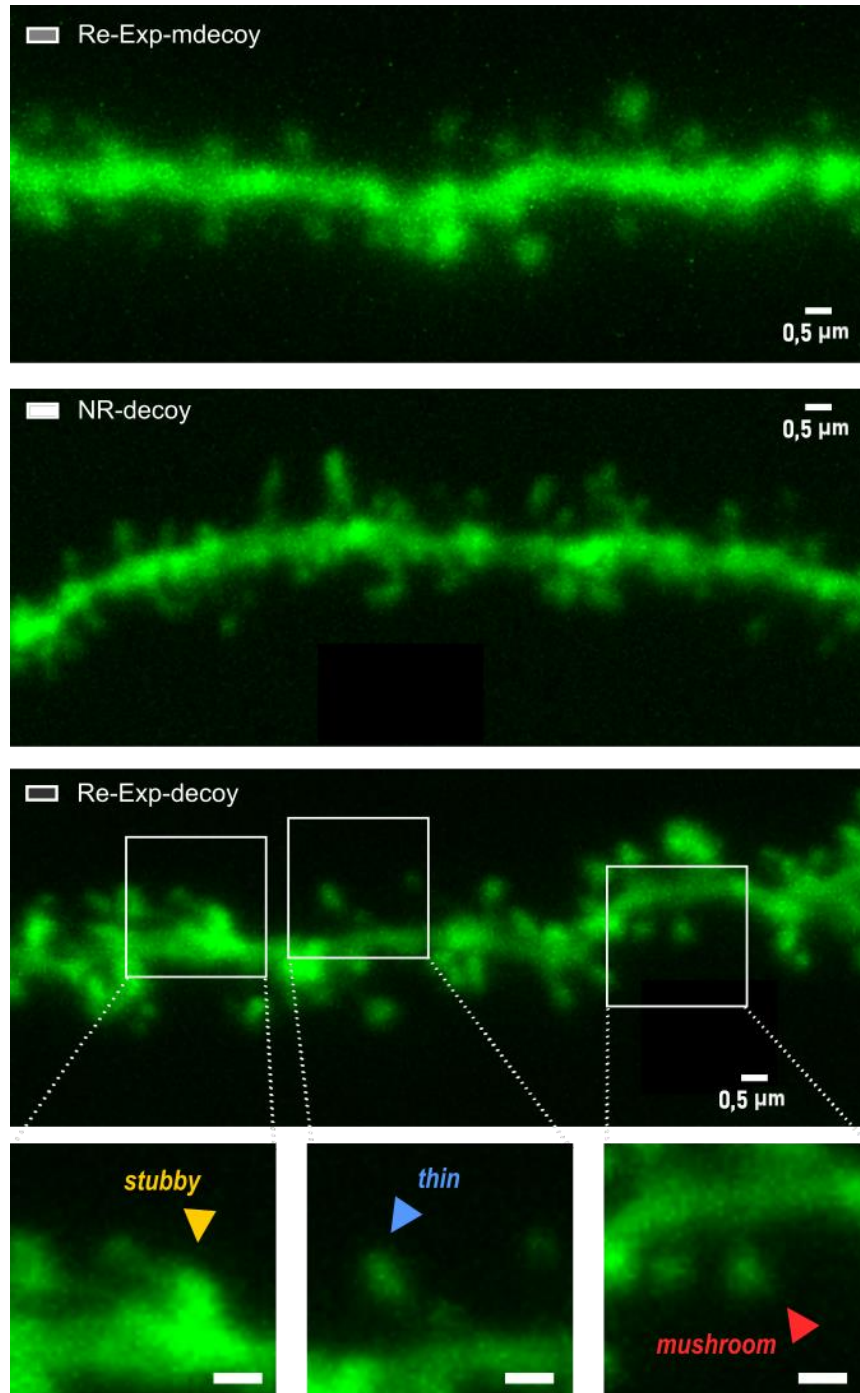 Re-Exp-mdecoy
0,5 µm
NR-decoy
0,5 µm
Re-Exp-decoy
0,5 µm
stubby
thin
mushroom